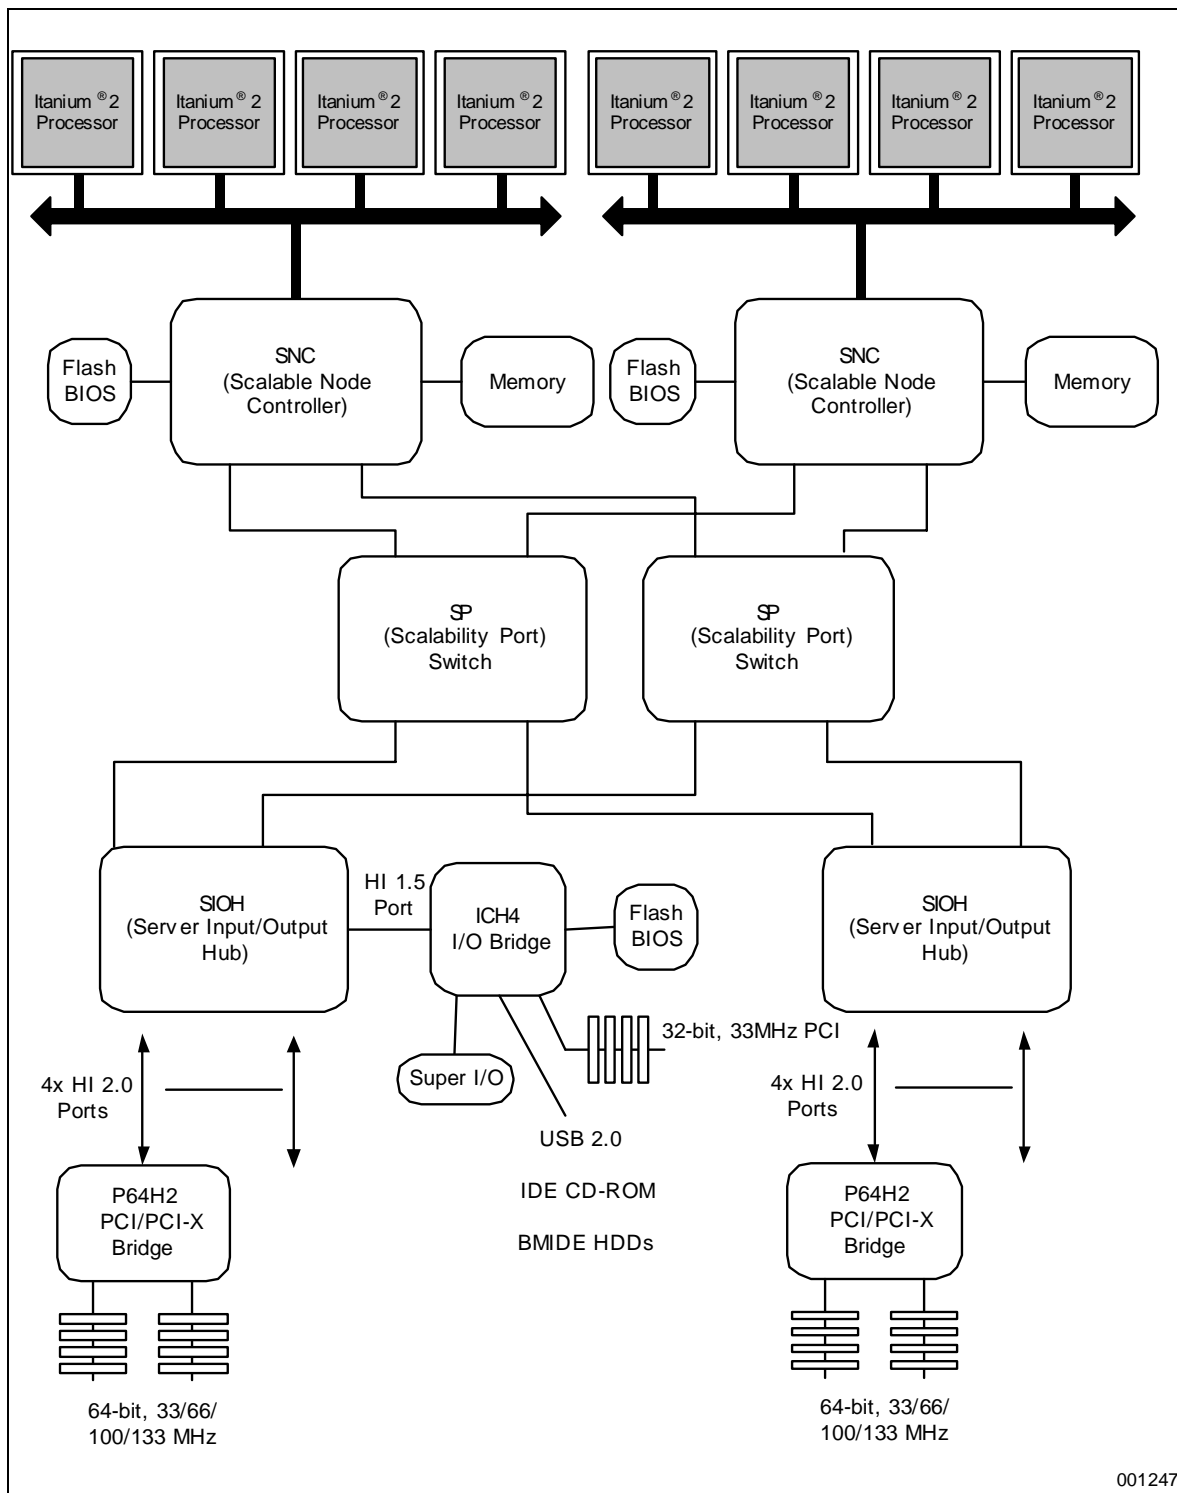 Itanium ® 2
Processor
Itanium ® 2
Processor
Itanium ® 2
Processor
Itanium ® 2
Processor
Itanium ® 2
Processor
Itanium ® 2
Processor
Itanium ® 2
Processor
Itanium ® 2
Processor
Flash
BIOS
SNC
(Scalable Node
Controller)
Memory
Flash
BIOS
SNC
(Scalable Node
Controller)
Memory
SP
(Scalability Port)
Switch
SP
(Scalability Port)
Switch
SIOH
(Server Input/Output
Hub)
HI 1.5
Port
ICH4
I/O Bridge
Flash
BIOS
SIOH
(Server Input/Output
Hub)
32-bit, 33MHz PCI
Super I/O
4x HI 2.0
Ports
4x HI 2.0
Ports
USB 2.0
IDE CD-ROM
BMIDE HDDs
P64H2
PCI/PCI-X
Bridge
P64H2
PCI/PCI-X
Bridge
64-bit, 33/66/
100/133 MHz
64-bit, 33/66/
100/133 MHz
001247